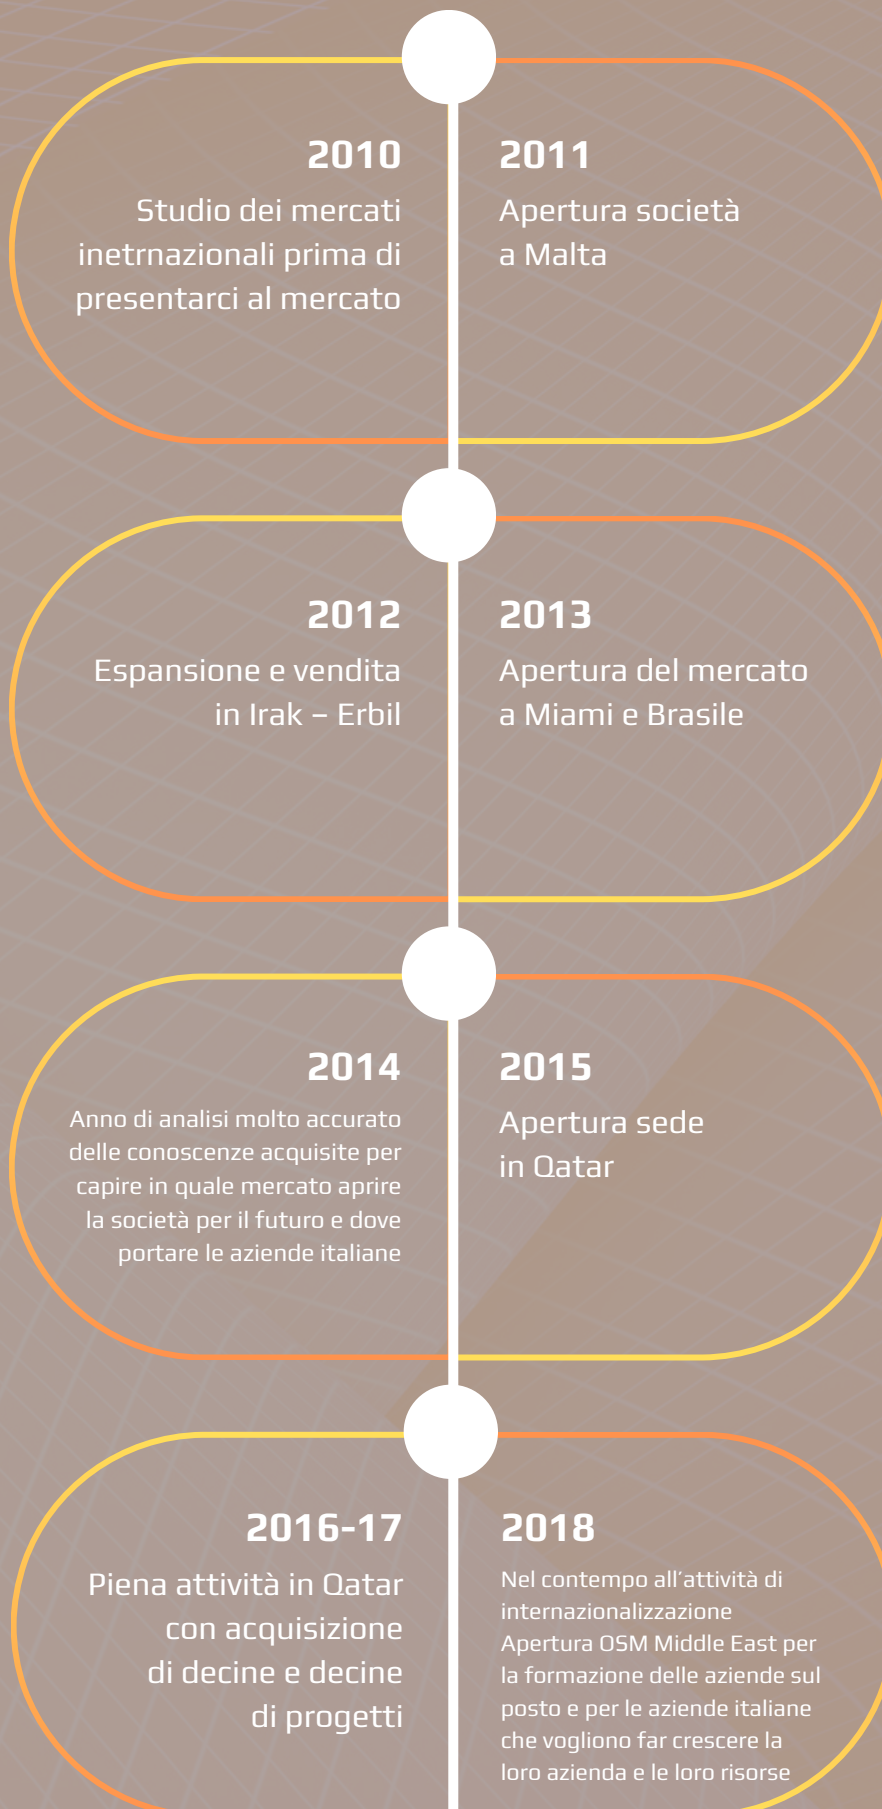 2010
Studio dei mercati
inetrnazionali prima di
presentarci al mercato
2011
Apertura società
a Malta
2012
Espansione e vendita
in Irak – Erbil
2013
Apertura del mercato
a Miami e Brasile
2014
Anno di analisi molto accurato
delle conoscenze acquisite per
capire in quale mercato aprire
la società per il futuro e dove
portare le aziende italiane
2015
Apertura sede
in Qatar
2016-17
Piena attività in Qatar
con acquisizione
di decine e decine
di progetti
2018
Nel contempo all'attività di
internazionalizzazione
Apertura OSM Middle East per
la formazione delle aziende sul
posto e per le aziende italiane
che vogliono far crescere la
loro azienda e le loro risorse